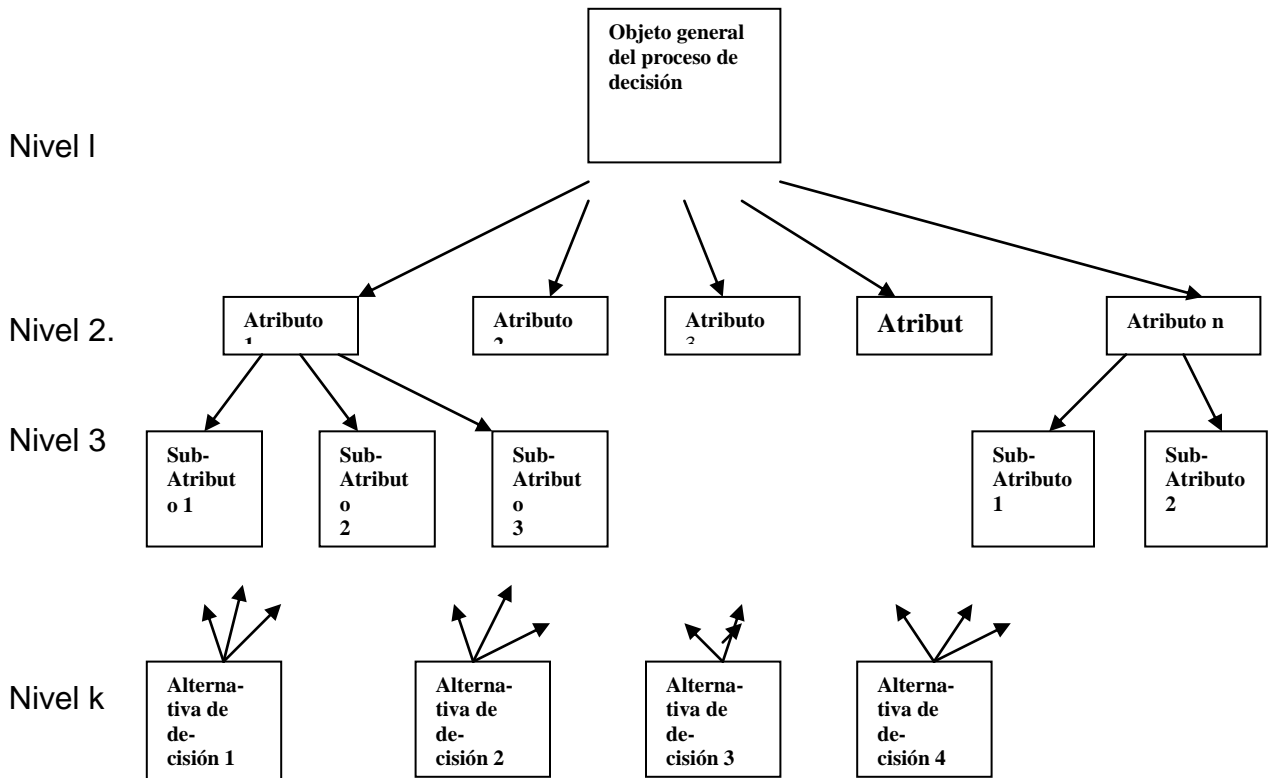 Objeto general
del proceso de
decisión
Nivel I
Atributo
Atributo
Atributo
Atribut
Atributo n
Nivel 2.
Nivel 3
Sub-
Atribut
o 1
Sub-
Atribut
o
2
Sub-
Atribut
o
3
Sub-
Atributo
1
Sub-
Atributo
2
Nivel k
Alterna-
tiva de
de-
cisión 1
Alterna-
tiva de
de-
cisión 2
Alterna-
tiva de
de-
cisión 3
Alterna-
tiva de
de-
cisión 4